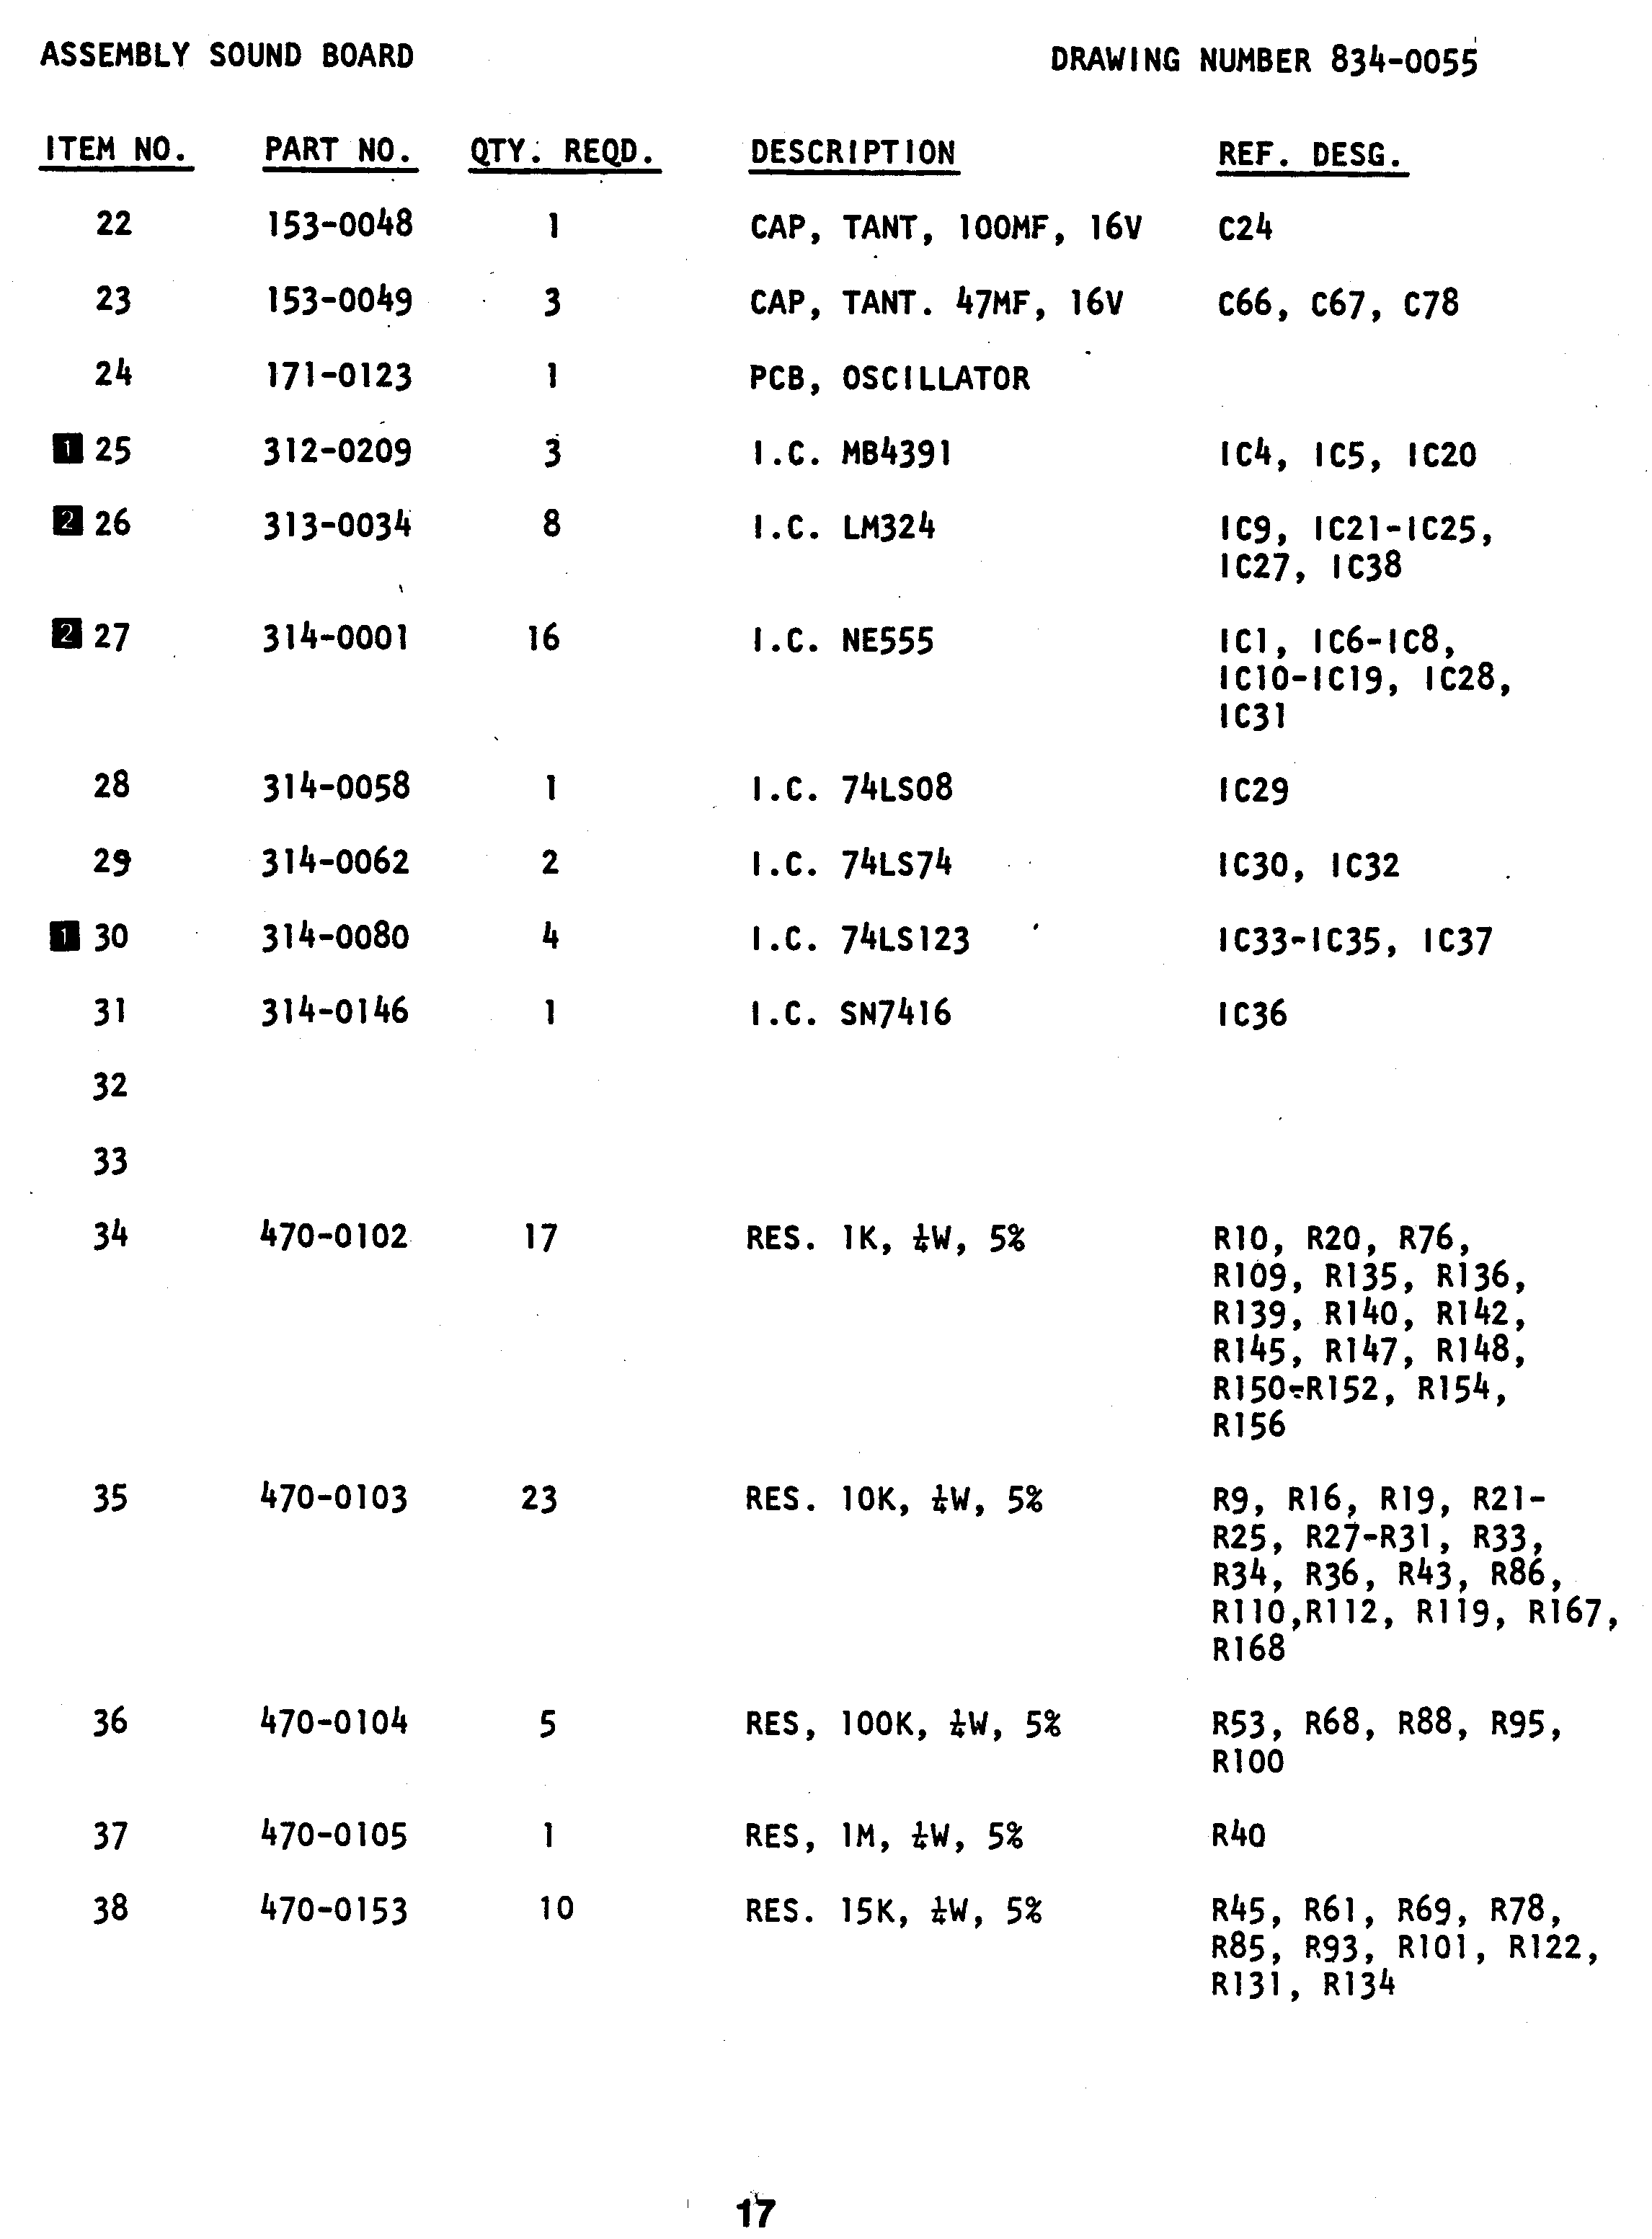 ASSEMBLY SOUND BOARD DRAWING NUMBER 834-0055
ITEM NO. PART NO. QTY. REQD. DESCRIPTION REF. DESG.
22 153-0048 1 CAP, TANT, 100MF, 16V C24
23 153-0049 3 CAP, TANT. 47MF, 16V C66, C67, C78
24 171-0123 1 PCB, OSCILLATOR
1 25 312-0209 3 I.C. MB4391 IC4, IC5, IC20
2 26 313-0034 8 I.C. LM324 IC9, IC21-IC25,
IC27, IC38
2 27 314-0001 16 I.C. NE555 IC1, IC6-IC8,
IC10-IC19, IC28,
IC31
28 314-0058 1 I.C. 74LS08 IC29
29 314-0062 2 I.C. 74LS74 IC30, IC32
1 30 314-0080 4 I.C. 74LS123 IC33-IC35, IC37
31 314-0146 1 I.C. SN7416 IC36
32
33
34 470-0102 17 RES. 1K, ¼W, 5% R10, R20, R76,
R109, R135, R136,
R139, R140, R142,
R145, R147, R148,
R150-R152, R154,
R156
35 470-0103 23 RES. 10K, ¼W, 5% R9, R16, R19, R21-
R25, R27-R31, R33,
R34, R36, R43, R86,
R110,R112, R119, R167,
R168
36 470-0104 5 RES, 100K, ¼W, 5% R53, R68, R88, R95,
R100
37 470-0105 1 RES, 1M, ¼W, 5% R40
38 470-0153 10 RES. 15K, ¼W, 5% R45, R61, R69, R78,
R85, R93, R101, R122,
R131, R134
17